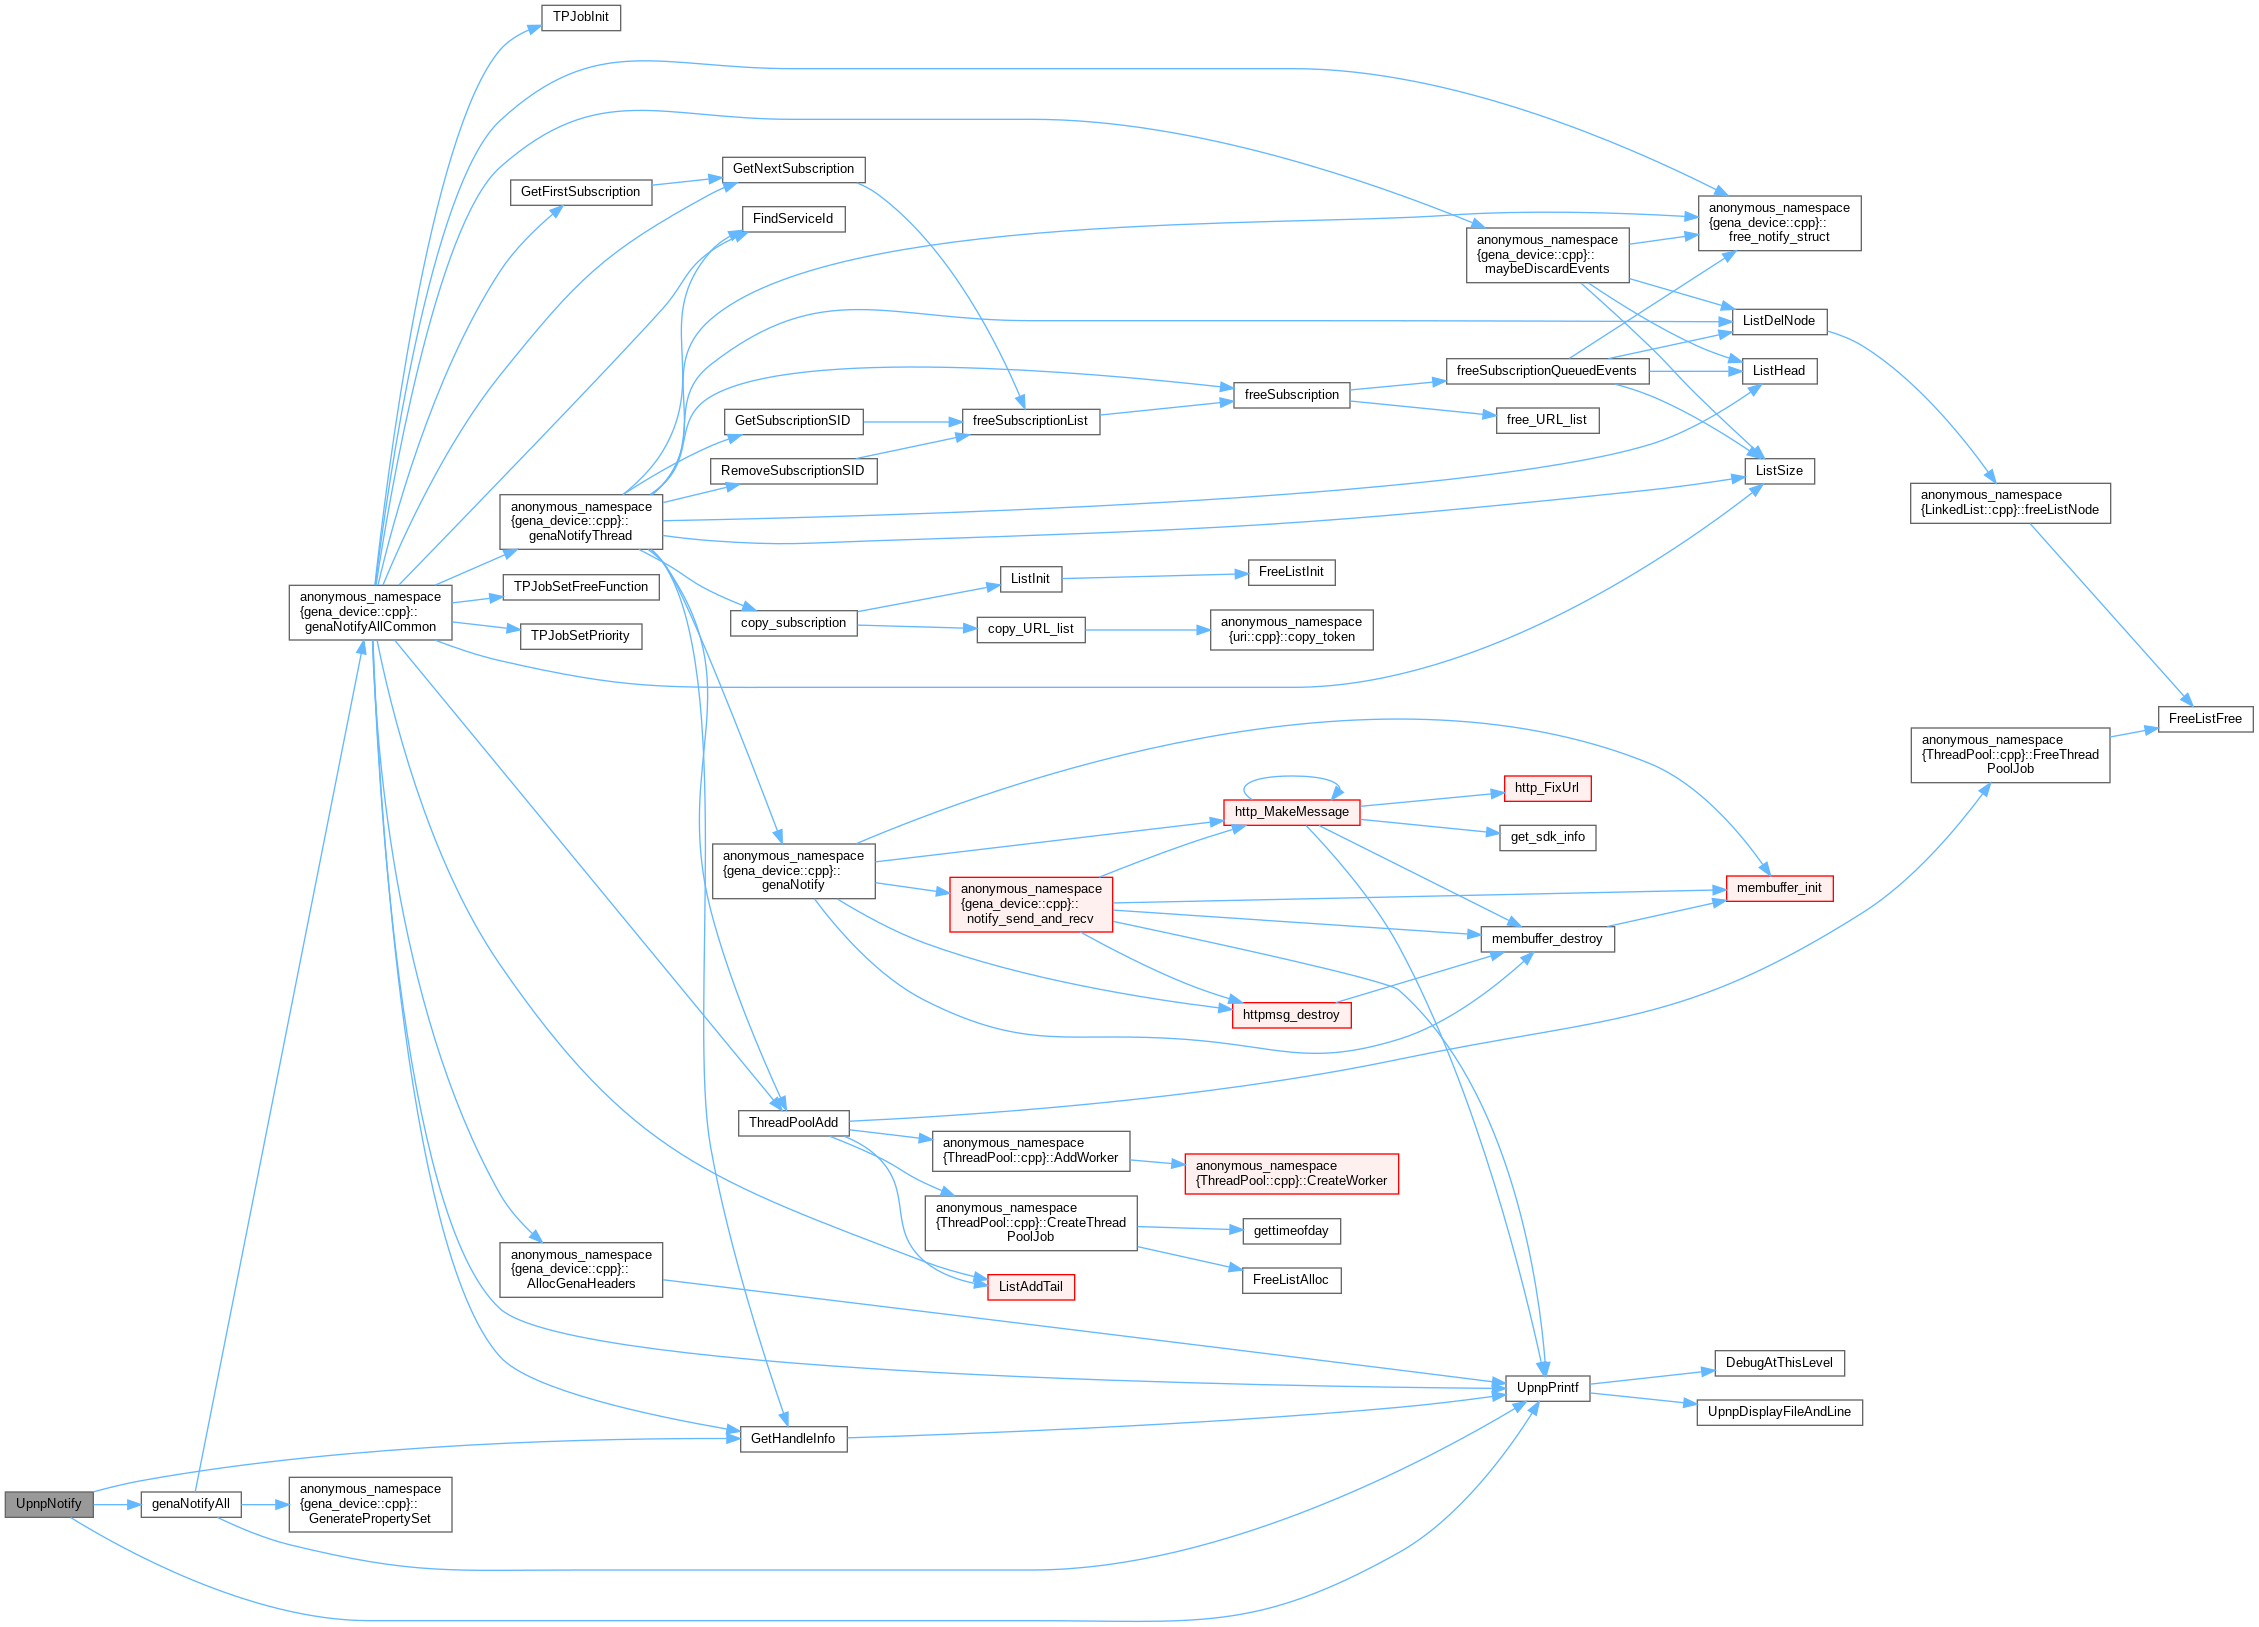 TPJobInit
GetNextSubscription
GetFirstSubscription
FindServiceId
anonymous_namespace
{gena_device::cpp}::
free_notify_struct
anonymous_namespace
{gena_device::cpp}::
maybeDiscardEvents
ListDelNode
freeSubscriptionQueuedEvents
ListHead
freeSubscription
GetSubscriptionSID
freeSubscriptionList
free_URL_list
RemoveSubscriptionSID
ListSize
anonymous_namespace
{LinkedList::cpp}::freeListNode
anonymous_namespace
{gena_device::cpp}::
genaNotifyThread
ListInit
FreeListInit
TPJobSetFreeFunction
anonymous_namespace
{gena_device::cpp}::
genaNotifyAllCommon
copy_subscription
copy_URL_list
anonymous_namespace
{uri::cpp}::copy_token
TPJobSetPriority
FreeListFree
anonymous_namespace
{ThreadPool::cpp}::FreeThread
PoolJob
http_FixUrl
http_MakeMessage
get_sdk_info
anonymous_namespace
{gena_device::cpp}::
genaNotify
anonymous_namespace
{gena_device::cpp}::
notify_send_and_recv
membuffer_init
membuffer_destroy
httpmsg_destroy
ThreadPoolAdd
anonymous_namespace
{ThreadPool::cpp}::AddWorker
anonymous_namespace
{ThreadPool::cpp}::CreateWorker
anonymous_namespace
{ThreadPool::cpp}::CreateThread
PoolJob
gettimeofday
anonymous_namespace
{gena_device::cpp}::
AllocGenaHeaders
FreeListAlloc
ListAddTail
DebugAtThisLevel
UpnpPrintf
UpnpDisplayFileAndLine
GetHandleInfo
UpnpNotify
genaNotifyAll
anonymous_namespace
{gena_device::cpp}::
GeneratePropertySet